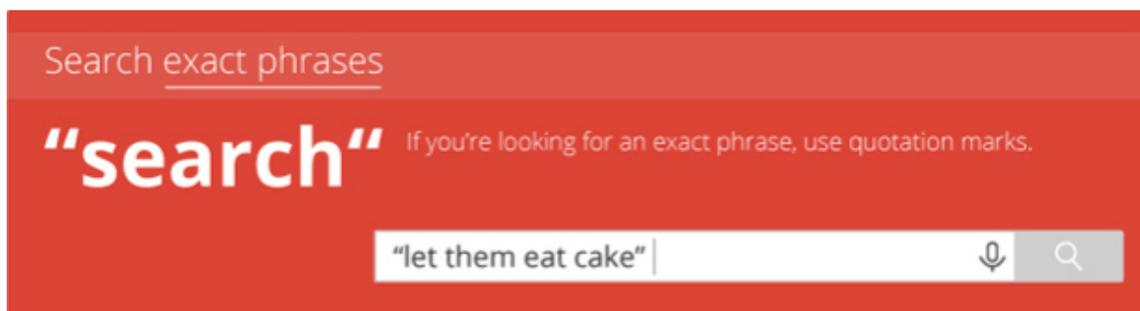 Search exact phrases
“search“ If you’re looking for an exact phrase, use quotation marks.
“let them eat cake”